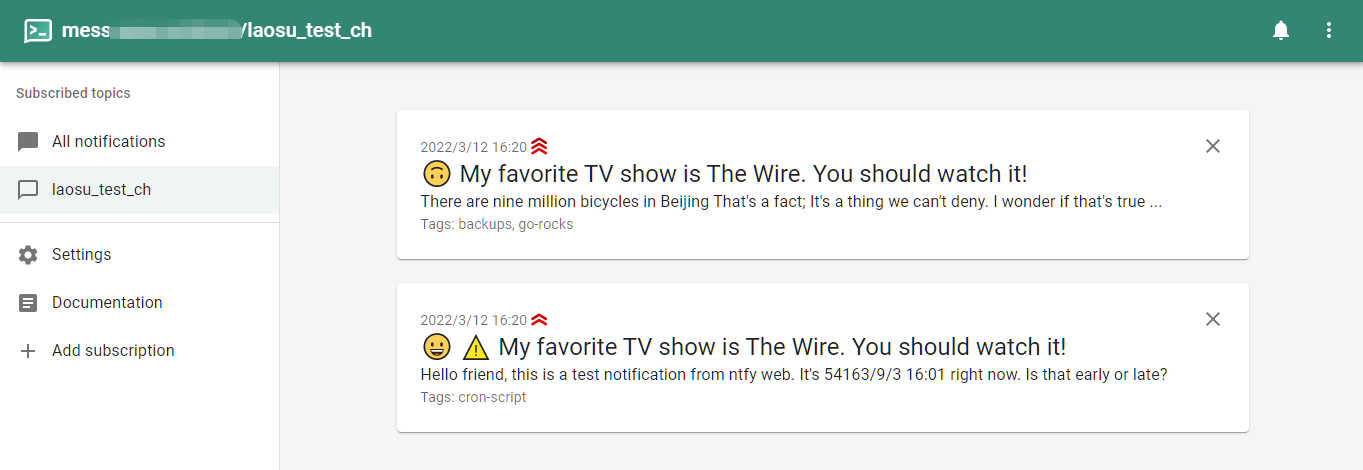 mess /laosu_test_ch
Subscribed topics
All notifications
laosu_test_ch
Settings
Documentation
Add subscription
2022/3/12 16:20
🙃 My favorite TV show is The Wire. You should watch it!
There are nine million bicycles in Beijing That's a fact; It's a thing we can't deny. I wonder if that's true ...
Tags: backups, go-rocks
2022/3/12 16:20
😀 ⚠️ My favorite TV show is The Wire. You should watch it!
Hello friend, this is a test notification from ntfy web. It's 54163/9/3 16:01 right now. Is that early or late?
Tags: cron-script